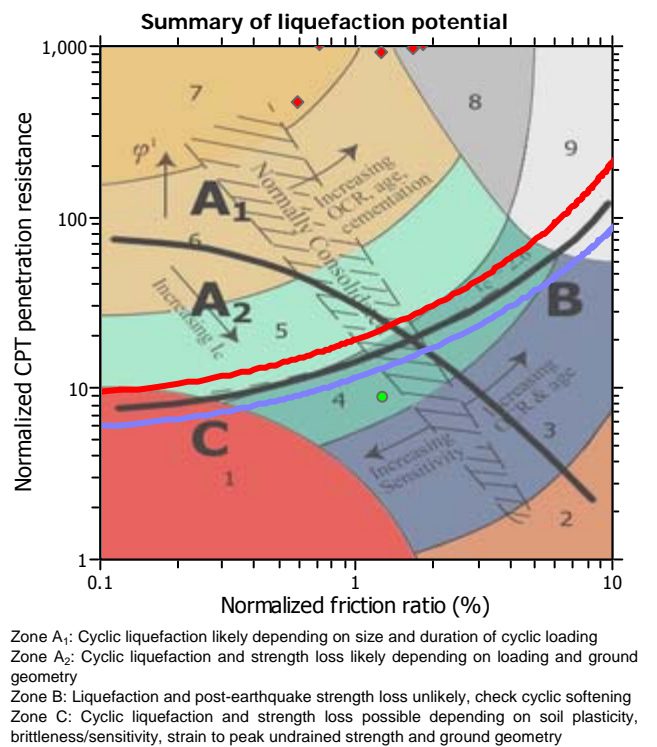 Summary of liquefaction potential
Normalized CPT penetration resistance
1,000
100
10
1
0.1
1
10
Normalized friction ratio (%)
7
8
9
φ'
A1
Increasing
OCR, age,
cementation
Normally Consolidated
6
A2
Increasing Ic
5
Ic
2.6
B
4
C
Increasing
OCR & age
3
Increasing
Sensitivity
1
2
Zone A1: Cyclic liquefaction likely depending on size and duration of cyclic loading
Zone A2: Cyclic liquefaction and strength loss likely depending on loading and ground
geometry
Zone B: Liquefaction and post-earthquake strength loss unlikely, check cyclic softening
Zone C: Cyclic liquefaction and strength loss possible depending on soil plasticity,
brittleness/sensitivity, strain to peak undrained strength and ground geometry